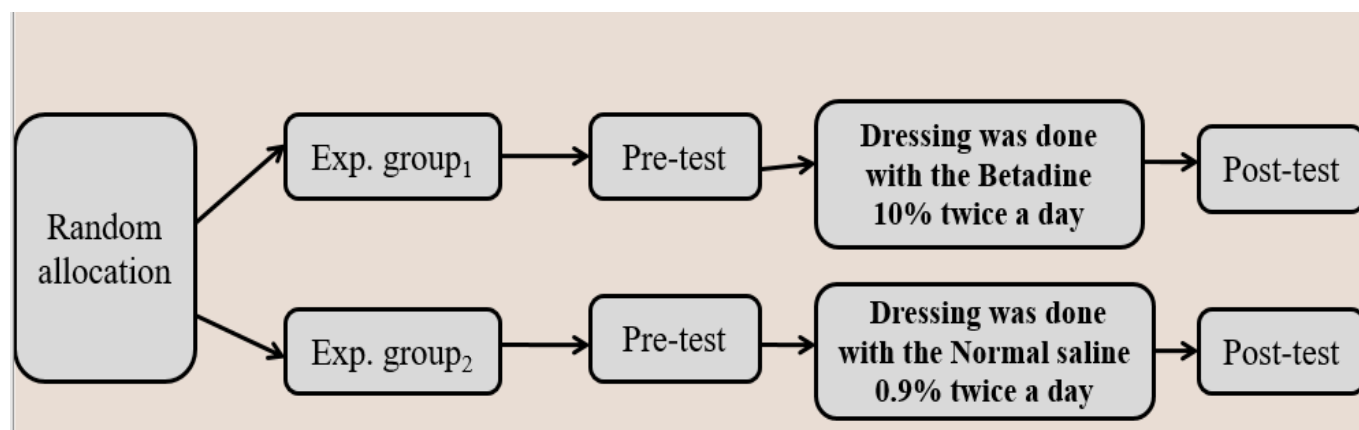 Random
allocation
Exp. group₁
Pre-test
Dressing was done
with the Betadine
10% twice a day
Post-test
Exp. group₂
Pre-test
Dressing was done
with the Normal saline
0.9% twice a day
Post-test